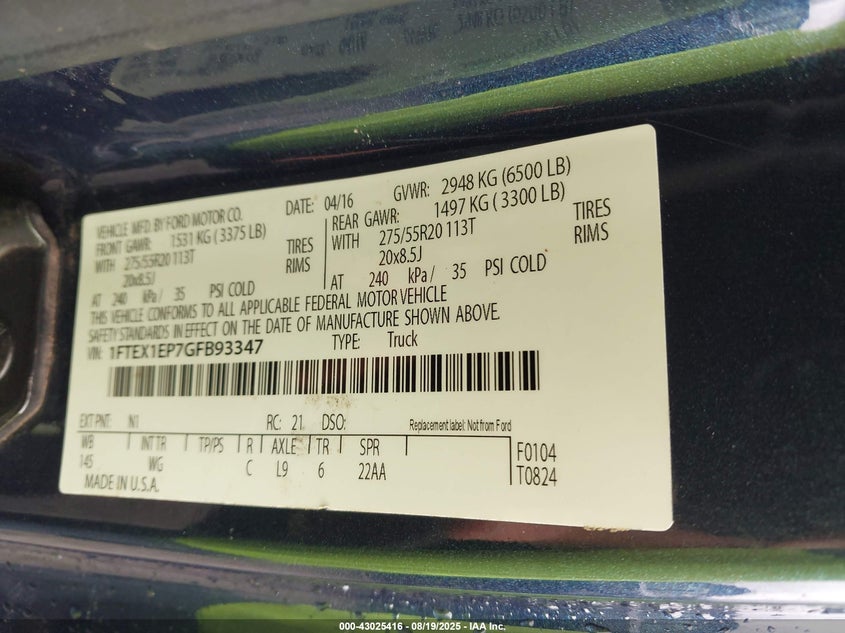 VEHICLE MFD. BY FORD MOTOR CO. DATE: 04/16 GVWR: 2948 KG (6500 LB)
FRONT GAWR: 1531 KG ( 3375 LB) REAR GAWR: 1497 KG ( 3300 LB)
WITH 275/55R20 113T TIRES WITH 275/55R20 113T TIRES
20x8.5J RIMS 20x8.5J RIMS
AT 240 kPa / 35 PSI COLD AT 240 kPa / 35 PSI COLD
THIS VEHICLE CONFORMS TO ALL APPLICABLE FEDERAL MOTOR VEHICLE
SAFETY STANDARDS IN EFFECT ON THE DATE OF MANUFACTURE SHOWN ABOVE.
VIN: 1FTEX1EP7GFB93347 TYPE: Truck
EXT PNT: N1 RC: 21 DSO: Replacement label: Not from Ford
WB INT TR TP/PS R AXLE TR SPR F0104
145 WG C L9 6 22AA T0824
MADE IN U.S.A.
000-43025416 - 08/19/2025 - IAA Inc.